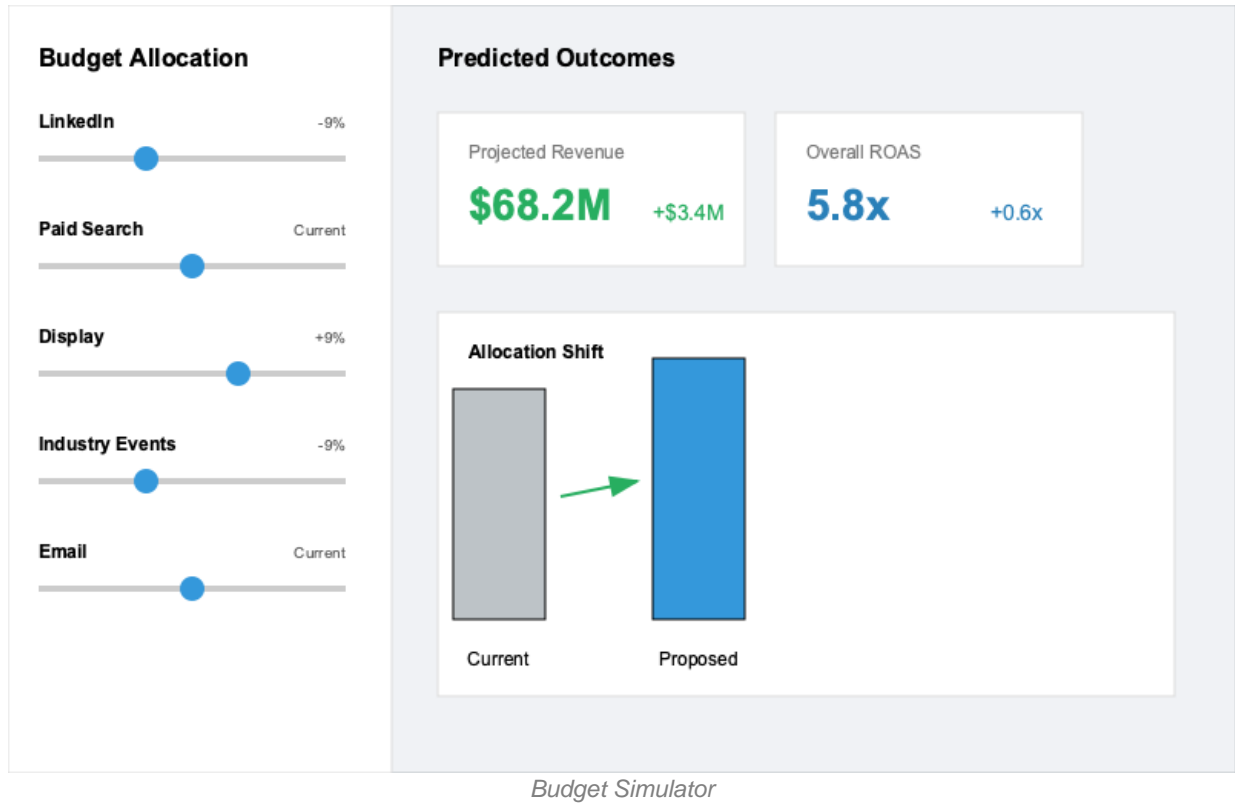 Budget Allocation
LinkedIn -9%
Paid Search Current
Display +9%
Industry Events -9%
Email Current
Predicted Outcomes
Projected Revenue
$68.2M +$3.4M
Overall ROAS
5.8x +0.6x
Allocation Shift
Current Proposed
Budget Simulator